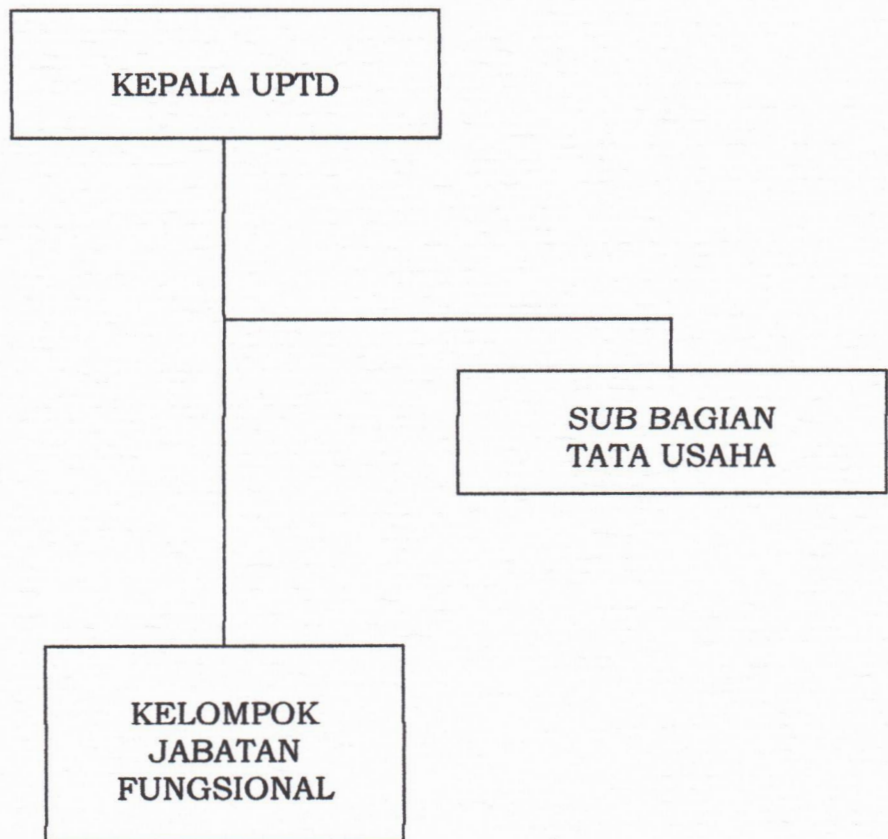 KEPALA UPTD
SUB BAGIAN
TATA USAHA
KELOMPOK
JABATAN
FUNGSIONAL